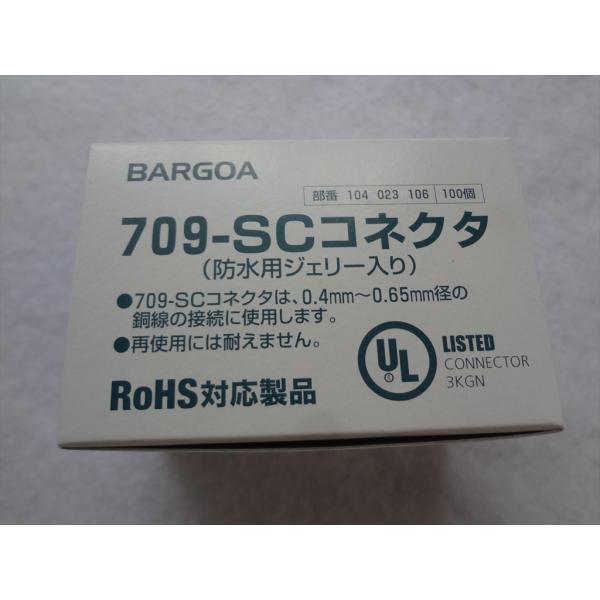 BARGOA
部番 104 023 106 100個
709-SCコネクタ
(防水用ジェリー入り)
●709-SCコネクタは、0.4mm～0.65mm径の
銅線の接続に使用します。
●再使用には耐えません。
RoHS対応製品
UL®
LISTED
CONNECTOR
3KGN